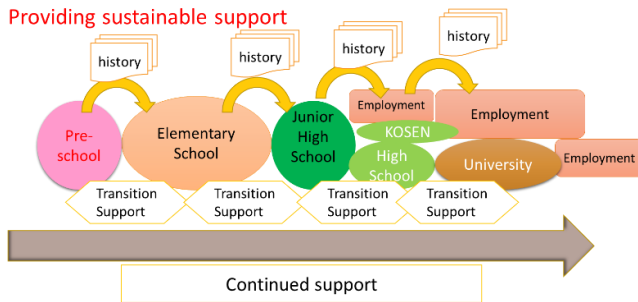 Providing sustainable support
history
history
history
history
Pre-
school
Elementary
School
Junior
High
School
Employment
KOSEN
High
School
Employment
University
Employment
Transition
Support
Transition
Support
Transition
Support
Transition
Support
Continued support